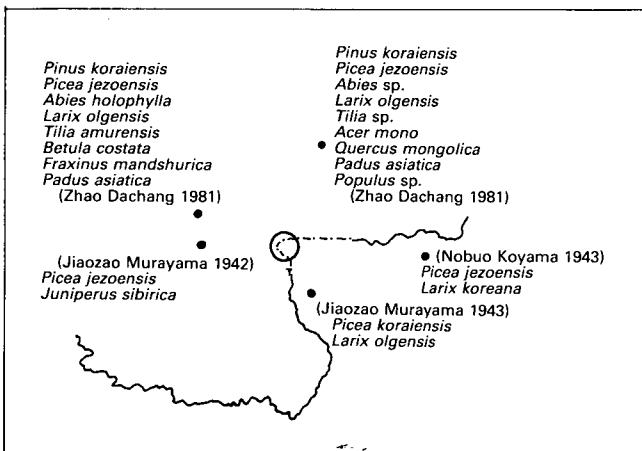 Pinus koraiensis
Picea jezoensis
Abies holophylla
Larix olgensis
Tilia amurensis
Betula costata
Fraxinus mandshurica
Padus asiatica
(Zhao Dachang 1981)
Pinus koraiensis
Picea jezoensis
Abies sp.
Larix olgensis
Tilia sp.
Acer mono
Quercus mongolica
Padus asiatica
Populus sp.
(Zhao Dachang 1981)
(Jiaozao Murayama 1942)
Picea jezoensis
Juniperus sibirica
(Nobuo Koyama 1943)
Picea jezoensis
Larix koreana
(Jiaozao Murayama 1943)
Picea koraiensis
Larix olgensis